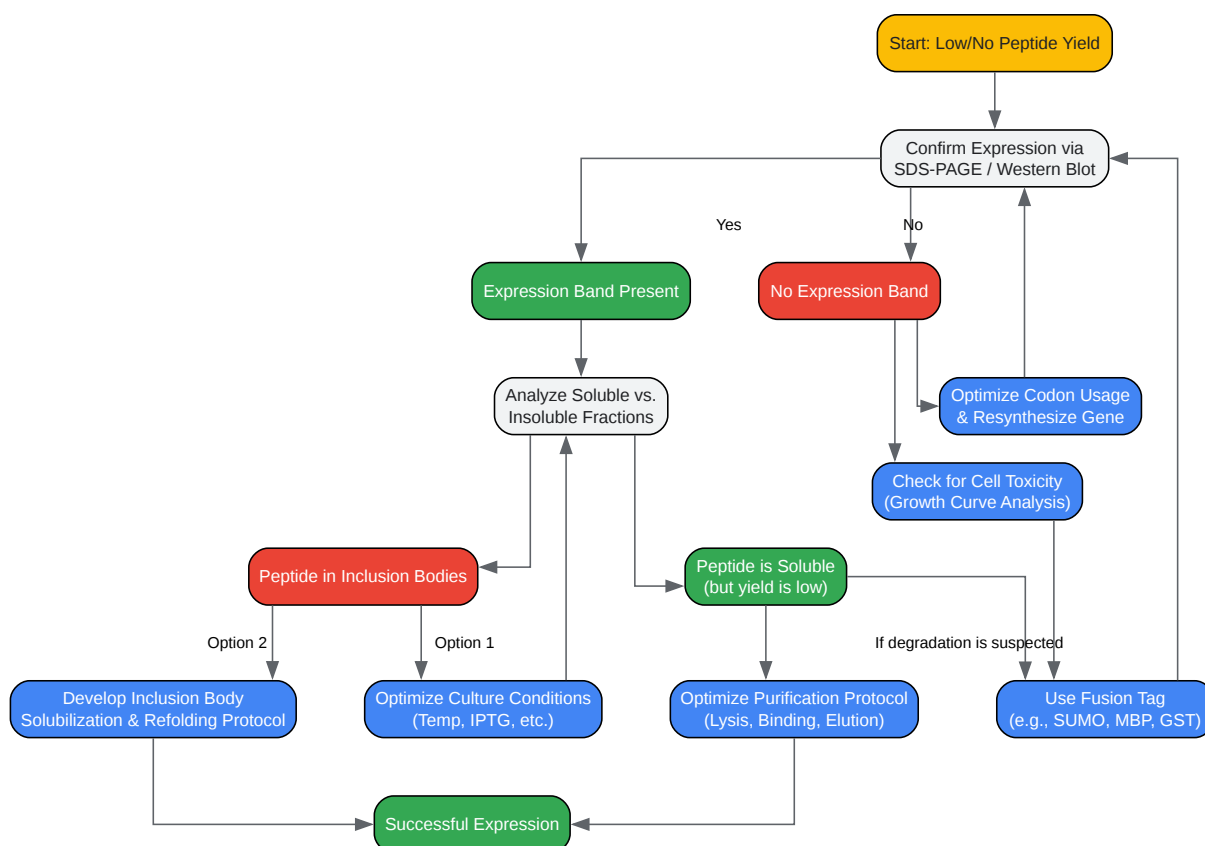 Start: Low/No Peptide Yield
Confirm Expression via
SDS-PAGE / Western Blot
Yes
No
Expression Band Present
No Expression Band
Analyze Soluble vs.
Insoluble Fractions
Optimize Codon Usage
& Resynthesize Gene
Check for Cell Toxicity
(Growth Curve Analysis)
Peptide in Inclusion Bodies
Peptide is Soluble
(but yield is low)
Option 2
Option 1
If degradation is suspected
Develop Inclusion Body
Solubilization & Refolding Protocol
Optimize Culture Conditions
(Temp, IPTG, etc.)
Optimize Purification Protocol
(Lysis, Binding, Elution)
Use Fusion Tag
(e.g., SUMO, MBP, GST)
Successful Expression